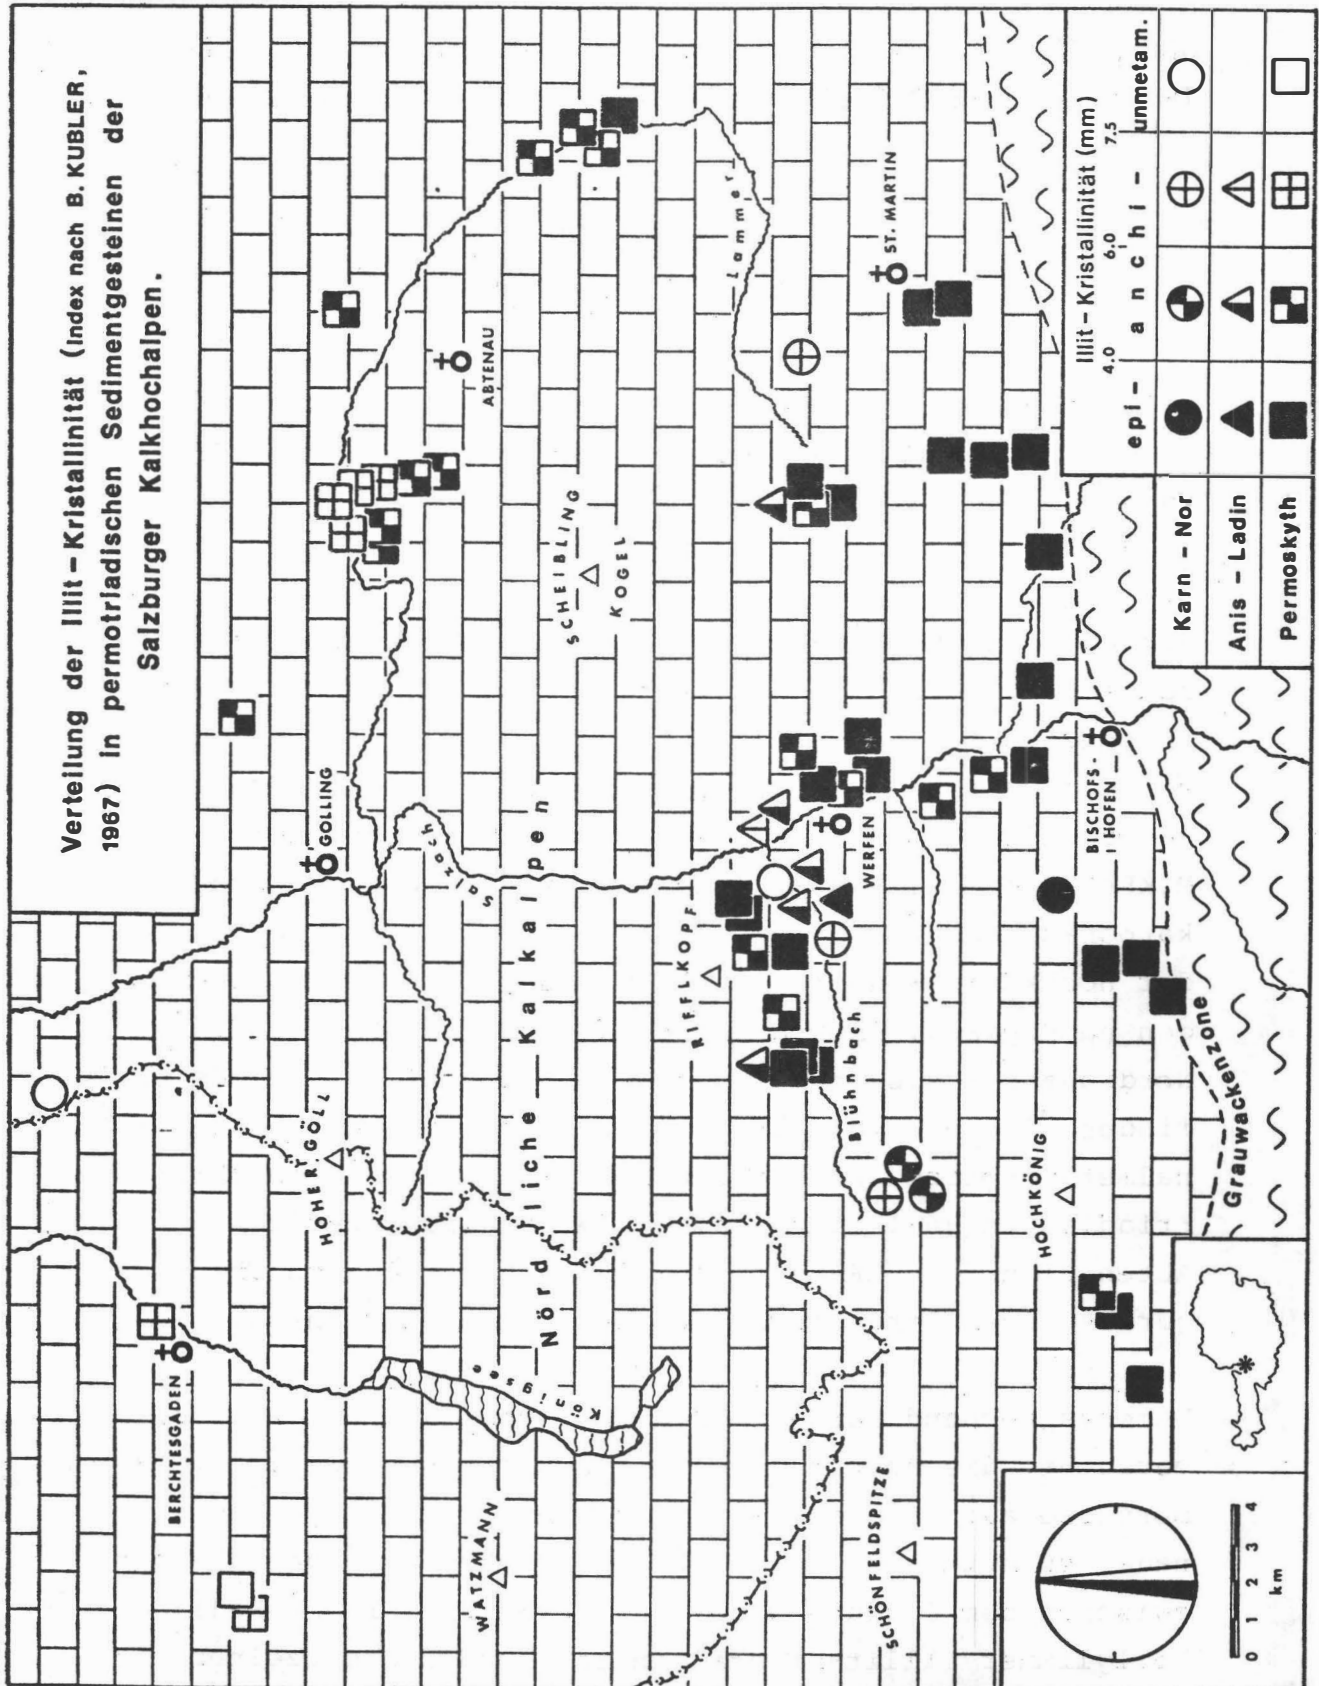 Verteilung der Illit-Kristallinität (Index nach B. KUBLER,
1967) in permotriadischen Sedimentgesteinen der
Salzburger Kalkhochalpen.
BERCHTESGADEN
HOHER GÖLL
GOLLING
ABTENAU
WATZMANN
Königsee
Salzach
Nördliche Kalkalpen
SCHEIBLING
KOGEL
Lammer
RIFFLKOPF
WERFEN
ST. MARTIN
SCHÖNFELDSPITZE
Blühnbach
HOCHKÖNIG
BISCHOFS-
HOFEN
Grauwackenzone
Illit-Kristallinität (mm)
4.0 6.0 7.5
epi- anchi- unmetam.
Karn - Nor
Anis - Ladin
Permoskyth
0 1 2 3 4
km